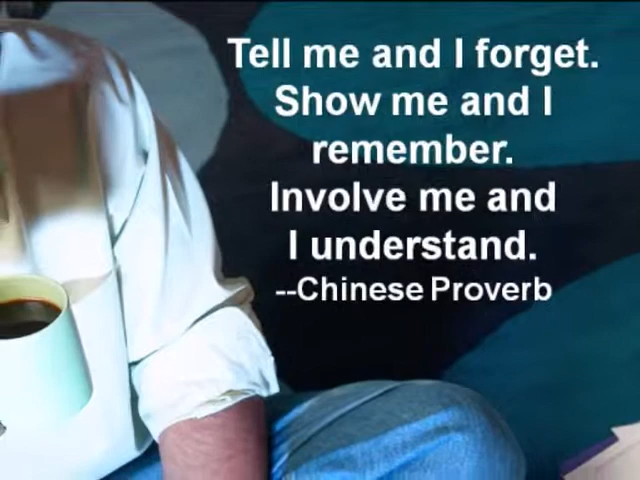 Tell me and I forget.
Show me and I
remember.
Involve me and
I understand.
--Chinese Proverb